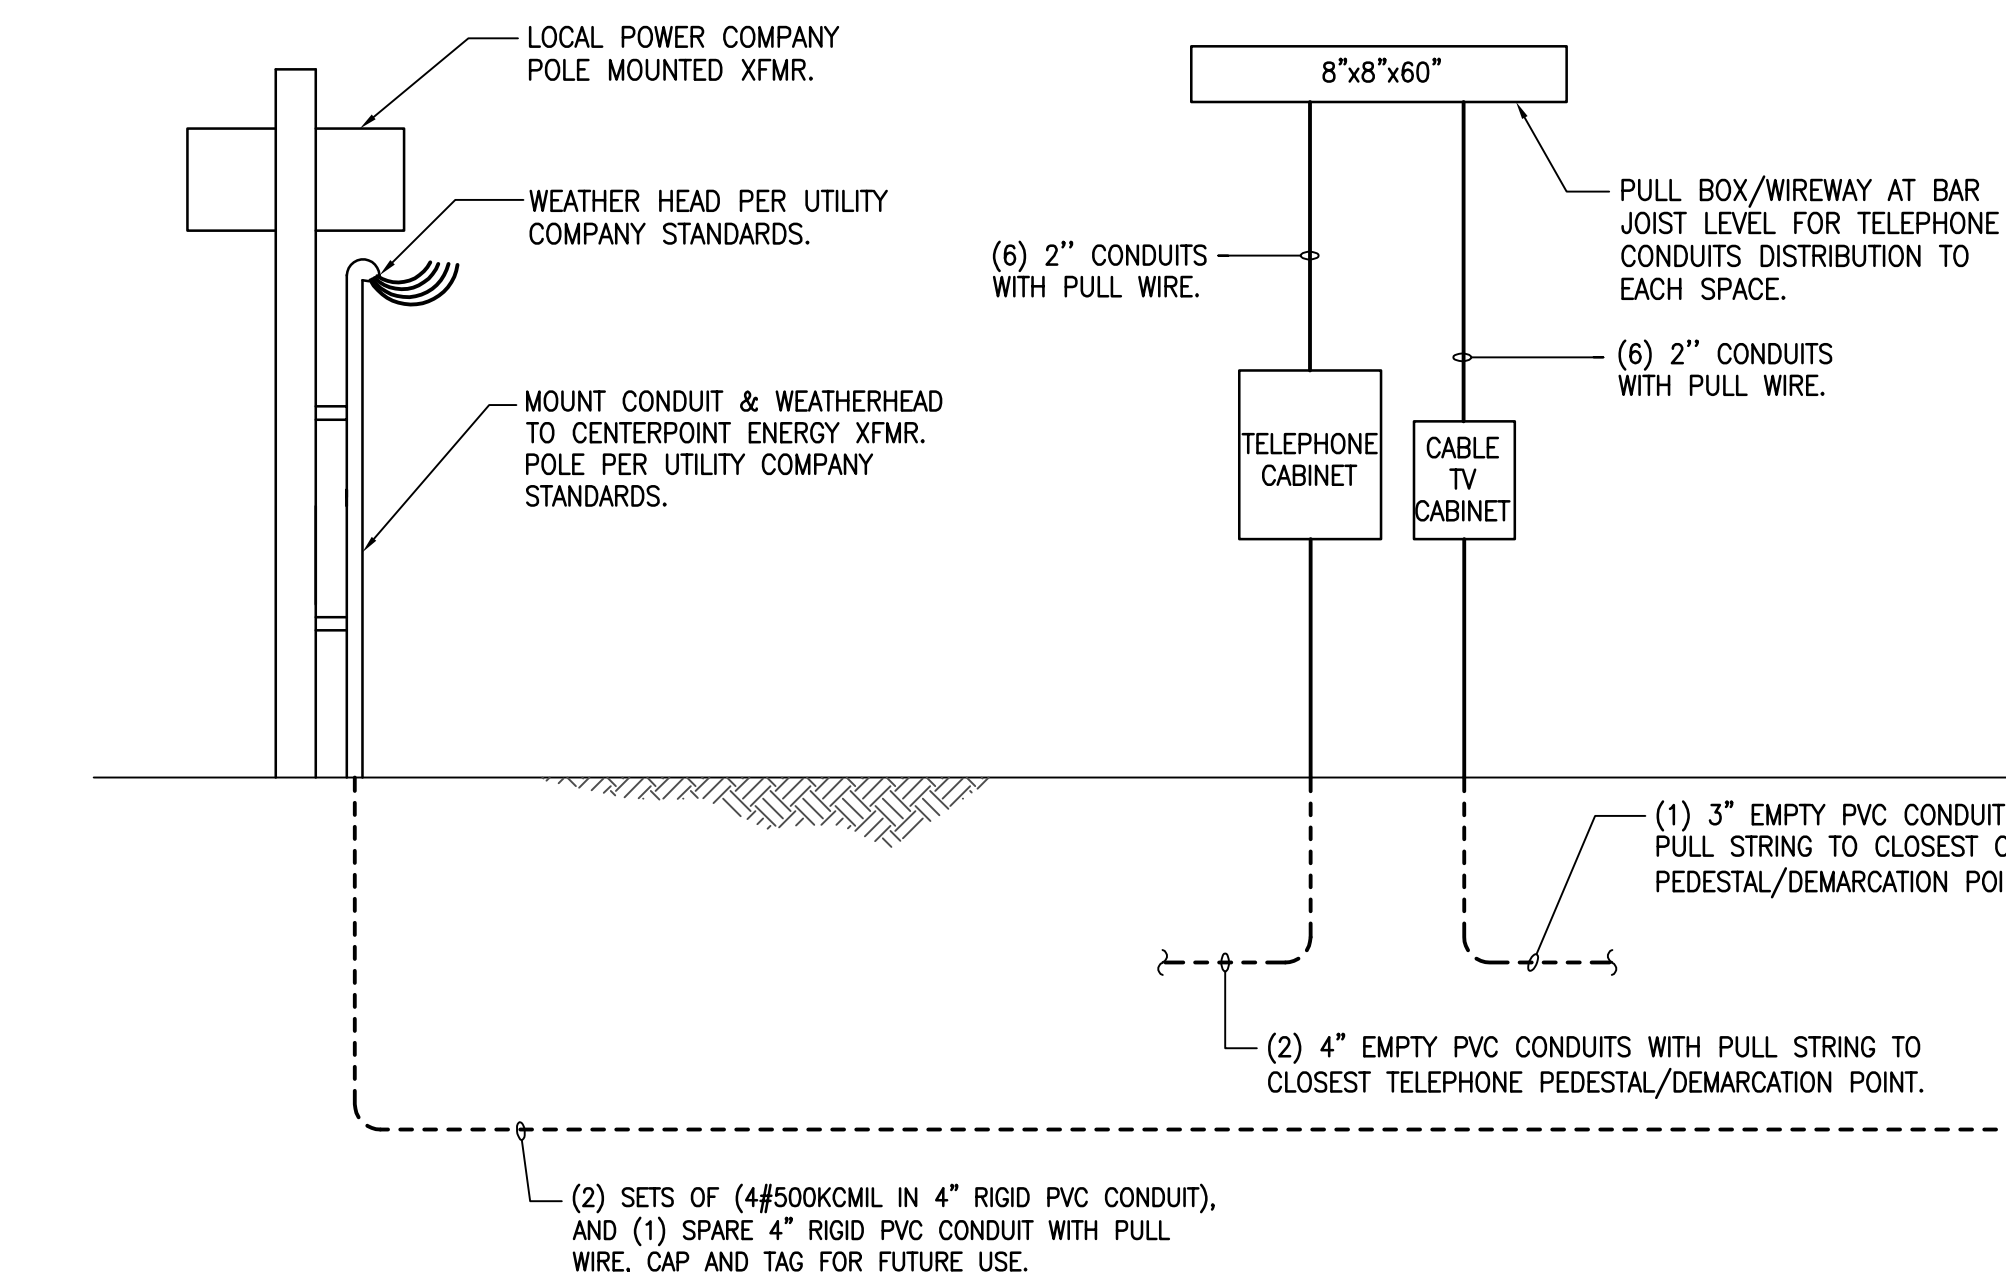 LOCAL POWER COMPANY
POLE MOUNTED XFMR.
8"x8"x60"
WEATHER HEAD PER UTILITY
COMPANY STANDARDS.
PULL BOX/WIREWAY AT BAR
JOIST LEVEL FOR TELEPHONE
CONDUITS DISTRIBUTION TO
EACH SPACE.
(6) 2'' CONDUITS
WITH PULL WIRE.
(6) 2'' CONDUITS
WITH PULL WIRE.
MOUNT CONDUIT & WEATHERHEAD
TO CENTERPOINT ENERGY XFMR.
POLE PER UTILITY COMPANY
STANDARDS.
TELEPHONE
CABINET
CABLE
TV
CABINET
(1) 3" EMPTY PVC CONDUIT
PULL STRING TO CLOSEST
PEDESTAL/DEMARCATION
(2) 4" EMPTY PVC CONDUITS WITH PULL STRING TO
CLOSEST TELEPHONE PEDESTAL/DEMARCATION POINT.
(2) SETS OF (4#500KCMIL IN 4" RIGID PVC CONDUIT),
AND (1) SPARE 4" RIGID PVC CONDUIT WITH PULL
WIRE, CAP AND TAG FOR FUTURE USE.